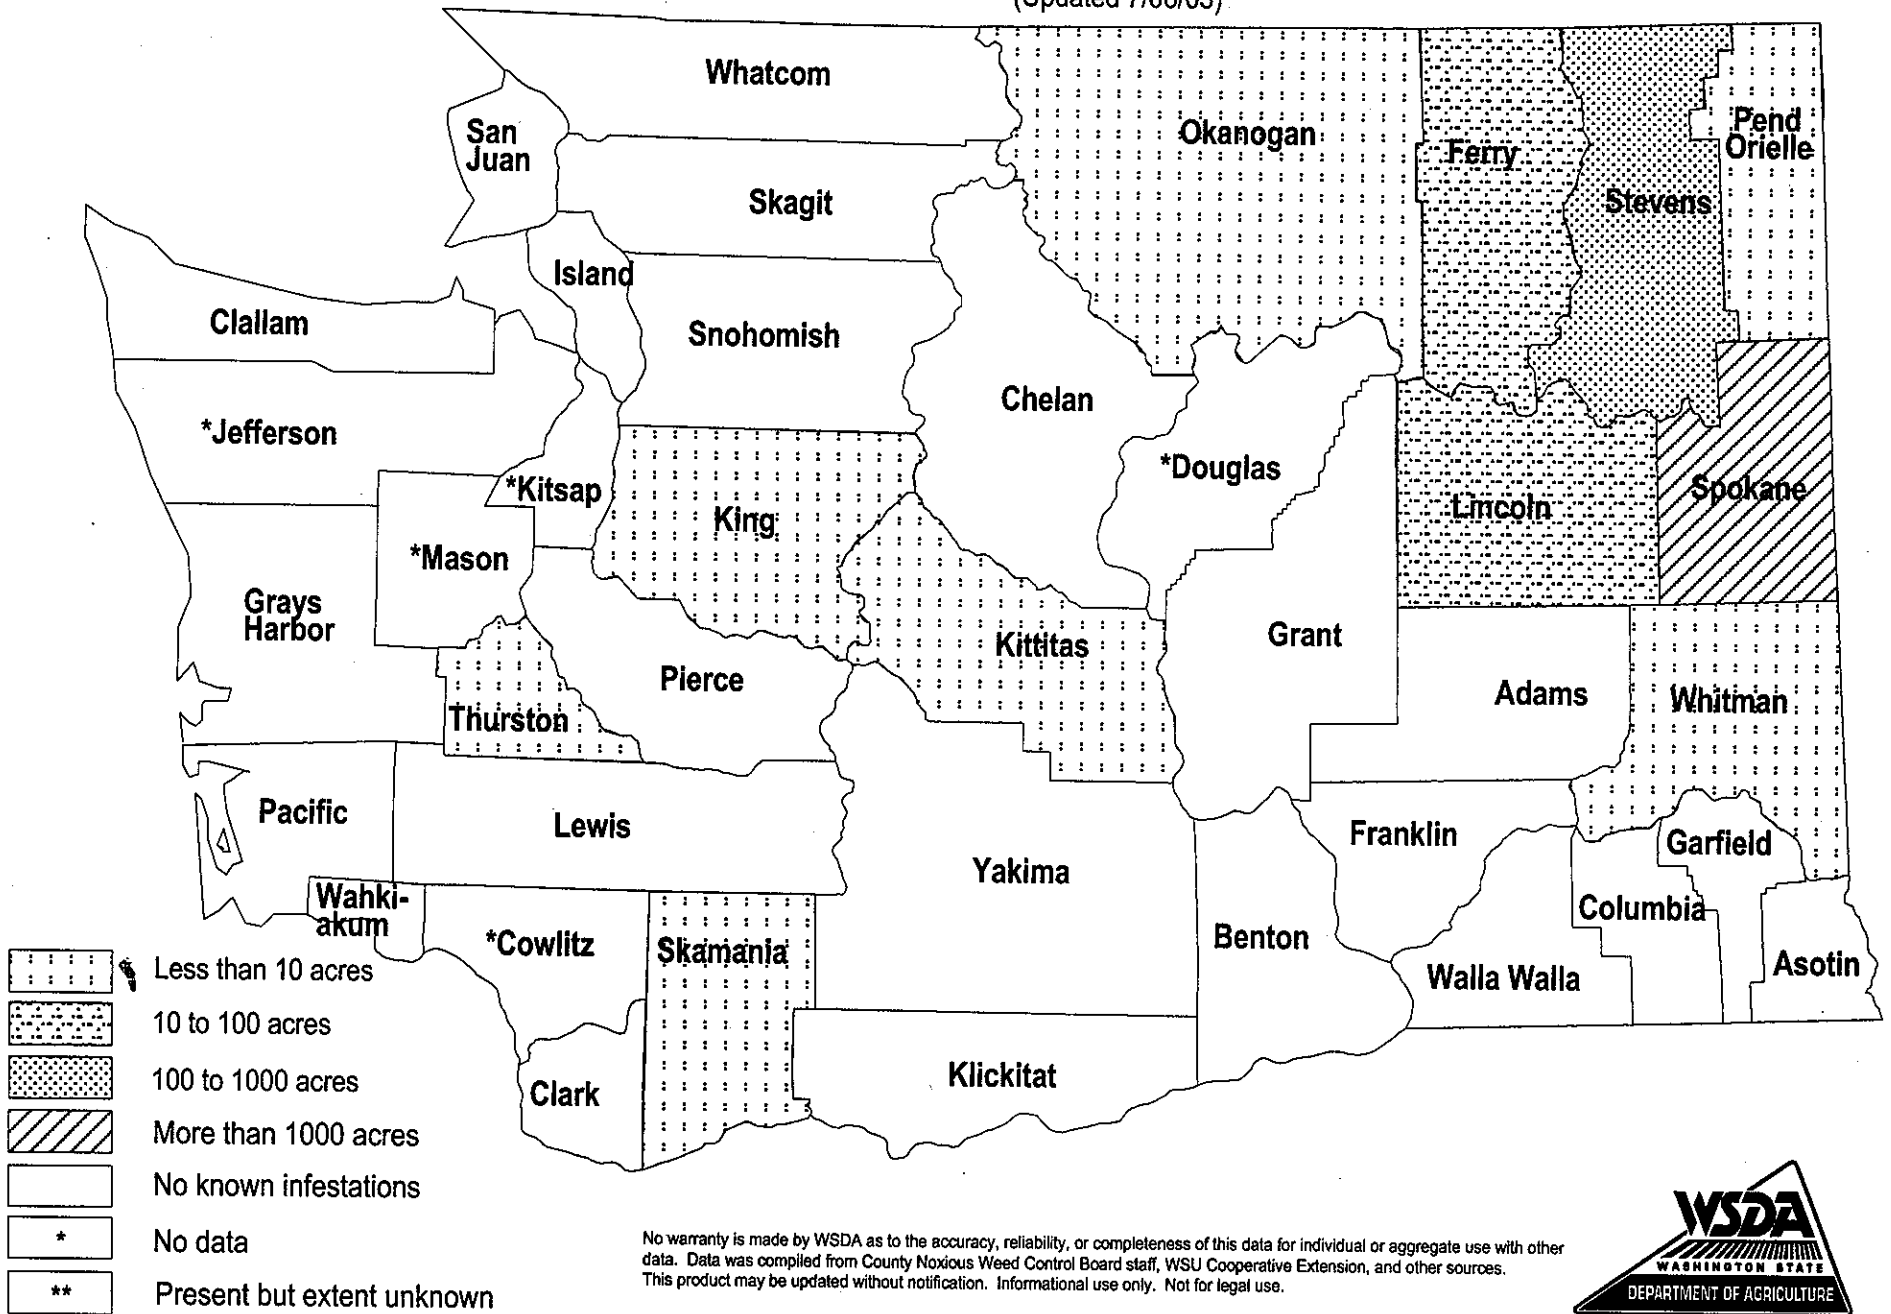 (Updated 7/08/03)
Whatcom
San
Juan
Okanogan
Ferry
Pend
Orielle
Skagit
Stevens
Island
Clallam
Snohomish
Chelan
*Jefferson
*Douglas
*Kitsap
King
Lincoln
Spokane
*Mason
Grays
Harbor
Kittitas
Grant
Pierce
Adams
Whitman
Thurston
Pacific
Lewis
Franklin
Garfield
Yakima
Wahki-
akum
Columbia
*Cowlitz
Skamania
Benton
Walla Walla
Asotin
Clark
Klickitat
Less than 10 acres
10 to 100 acres
100 to 1000 acres
More than 1000 acres
No known infestations
* No data
** Present but extent unknown
No warranty is made by WSDA as to the accuracy, reliability, or completeness of this data for individual or aggregate use with other
data. Data was compiled from County Noxious Weed Control Board staff, WSU Cooperative Extension, and other sources.
This product may be updated without notification. Informational use only. Not for legal use.
WSDA
WASHINGTON STATE
DEPARTMENT OF AGRICULTURE